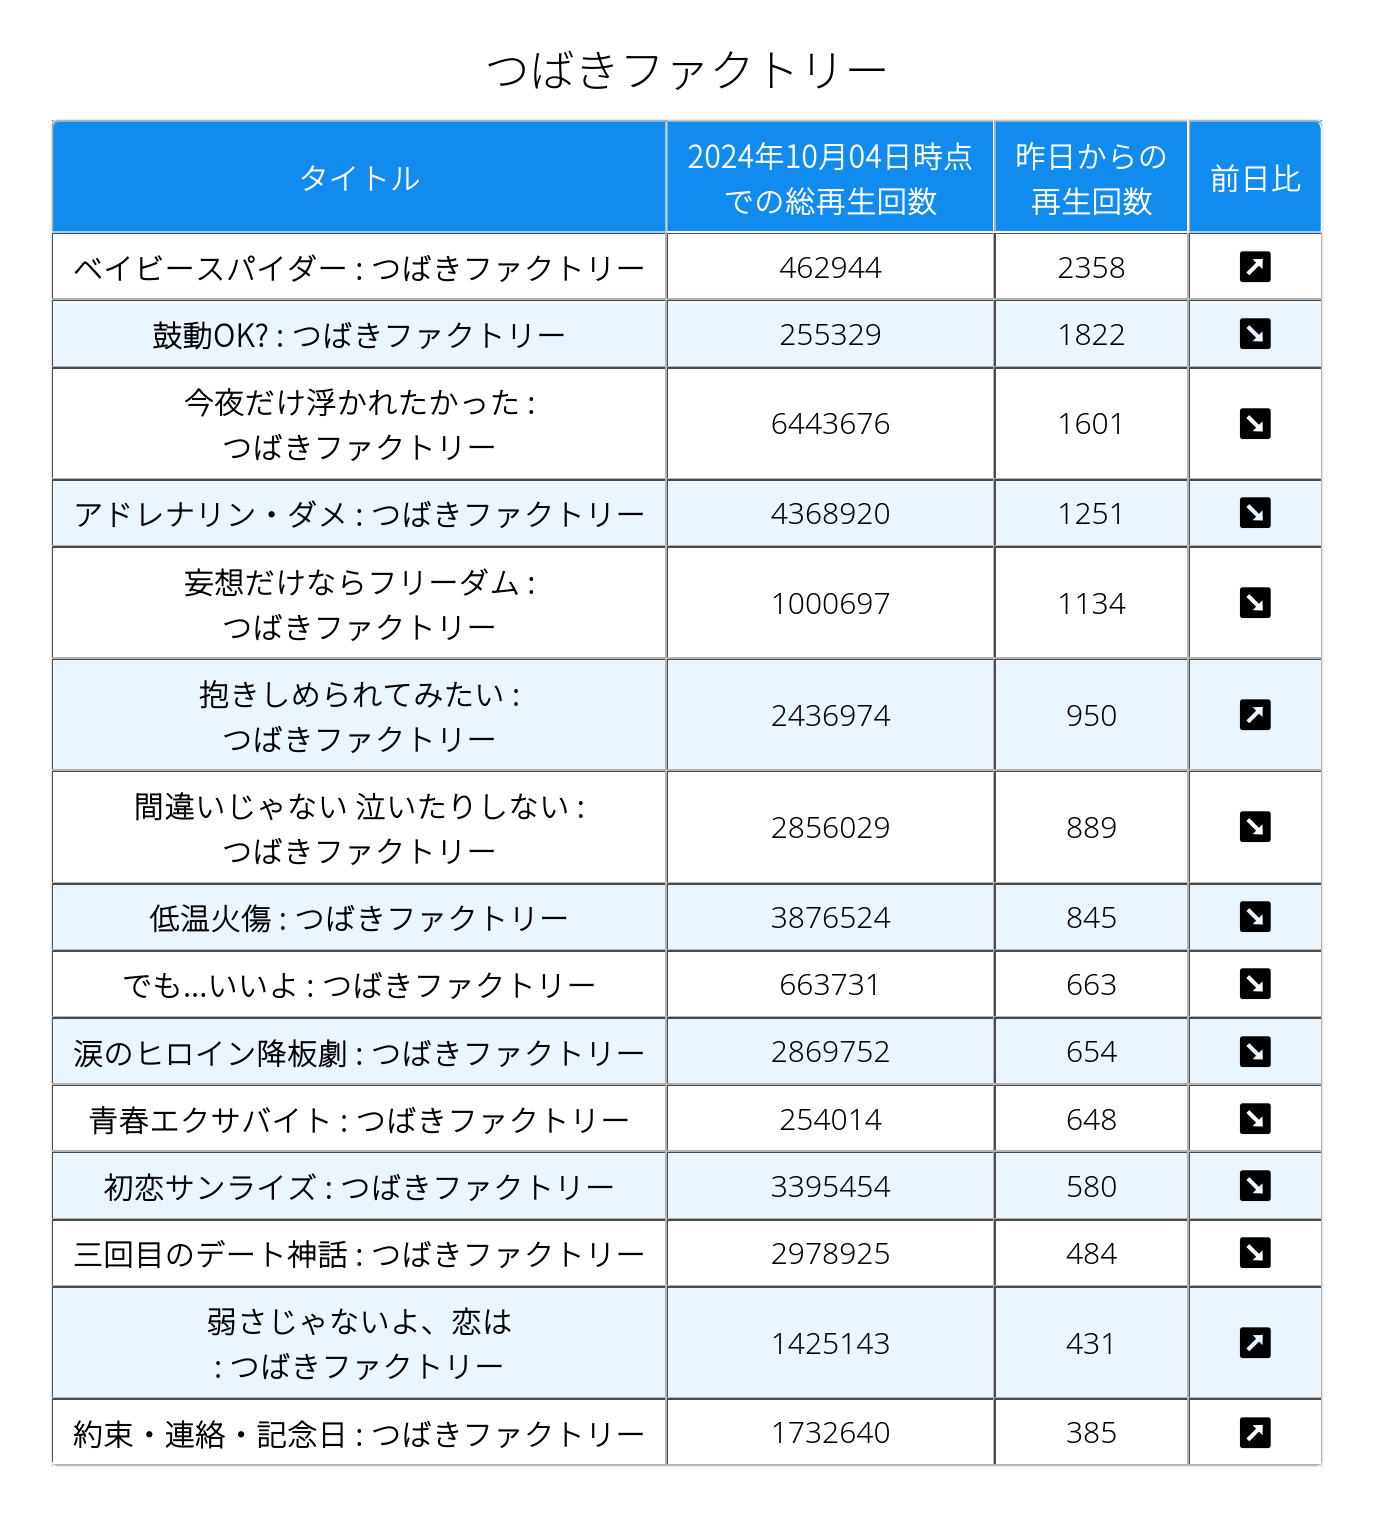 つばきファクトリー
タイトル
2024年10月04日時点
での総再生回数
昨日からの
再生回数
前日比
ベイビースパイダー : つばきファクトリー 462944 2358 ↗
鼓動OK? : つばきファクトリー 255329 1822 ↘
今夜だけ浮かれたかった :
つばきファクトリー 6443676 1601 ↘
アドレナリン・ダメ : つばきファクトリー 4368920 1251 ↘
妄想だけならフリーダム :
つばきファクトリー 1000697 1134 ↘
抱きしめられてみたい :
つばきファクトリー 2436974 950 ↗
間違いじゃない 泣いたりしない :
つばきファクトリー 2856029 889 ↘
低温火傷 : つばきファクトリー 3876524 845 ↘
でも...いいよ : つばきファクトリー 663731 663 ↘
涙のヒロイン降板劇 : つばきファクトリー 2869752 654 ↘
青春エクサバイト : つばきファクトリー 254014 648 ↘
初恋サンライズ : つばきファクトリー 3395454 580 ↘
三回目のデート神話 : つばきファクトリー 2978925 484 ↘
弱さじゃないよ、恋は
: つばきファクトリー 1425143 431 ↗
約束・連絡・記念日 : つばきファクトリー 1732640 385 ↗